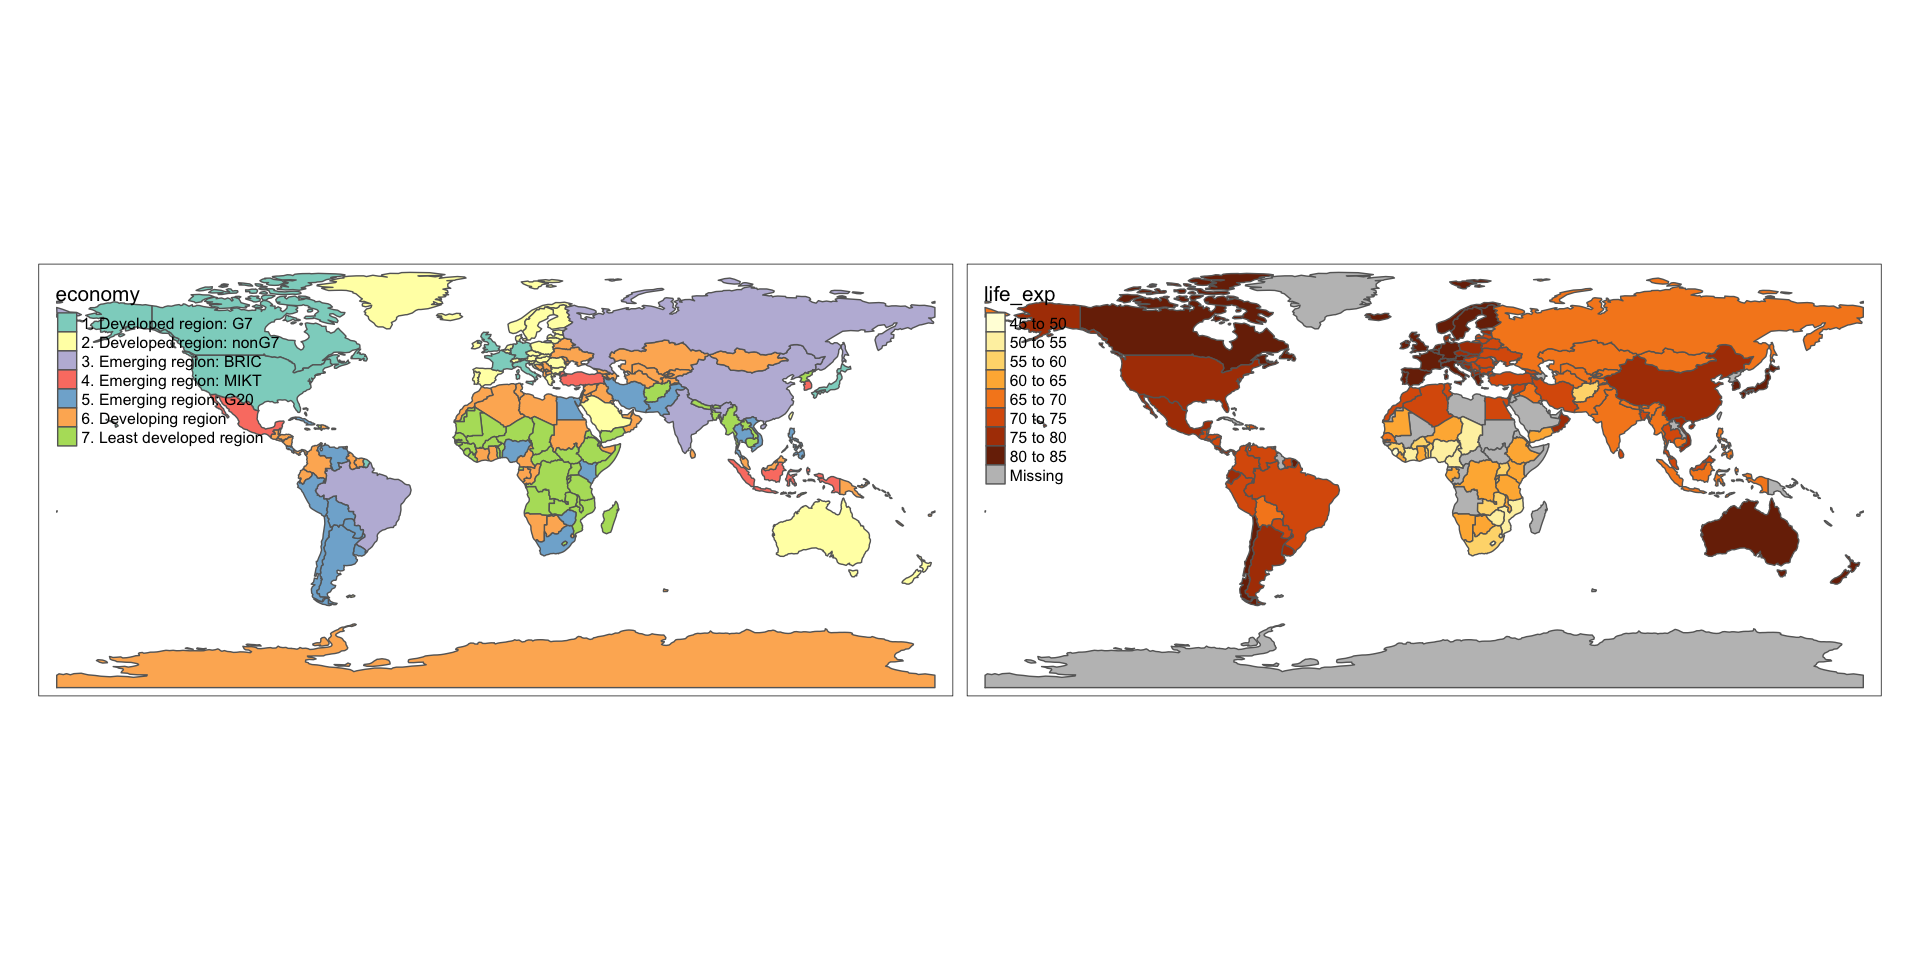 economy
1. Developed region: G7
2. Developed region: nonG7
3. Emerging region: BRIC
4. Emerging region: MIKT
5. Emerging region: G20
6. Developing region
7. Least developed region
life_exp
45 to 50
50 to 55
55 to 60
60 to 65
65 to 70
70 to 75
75 to 80
80 to 85
Missing